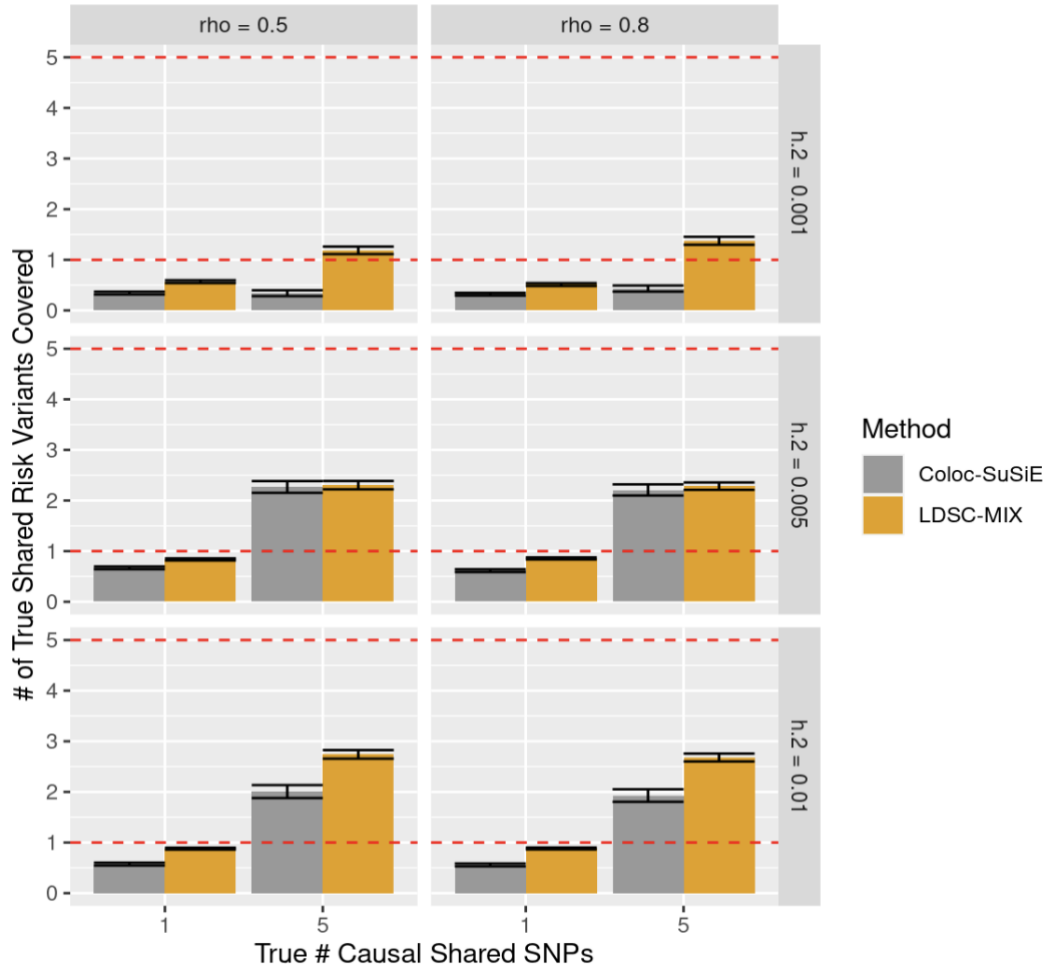 rho = 0.5
rho = 0.8
# of True Shared Risk Variants Covered
5
4
3
2
1
0
h.2 = 0.001
5
4
3
2
1
0
h.2 = 0.005
5
4
3
2
1
0
h.2 = 0.01
1
5
1
5
True # Causal Shared SNPs
Method
Coloc-SuSiE
LDSC-MIX